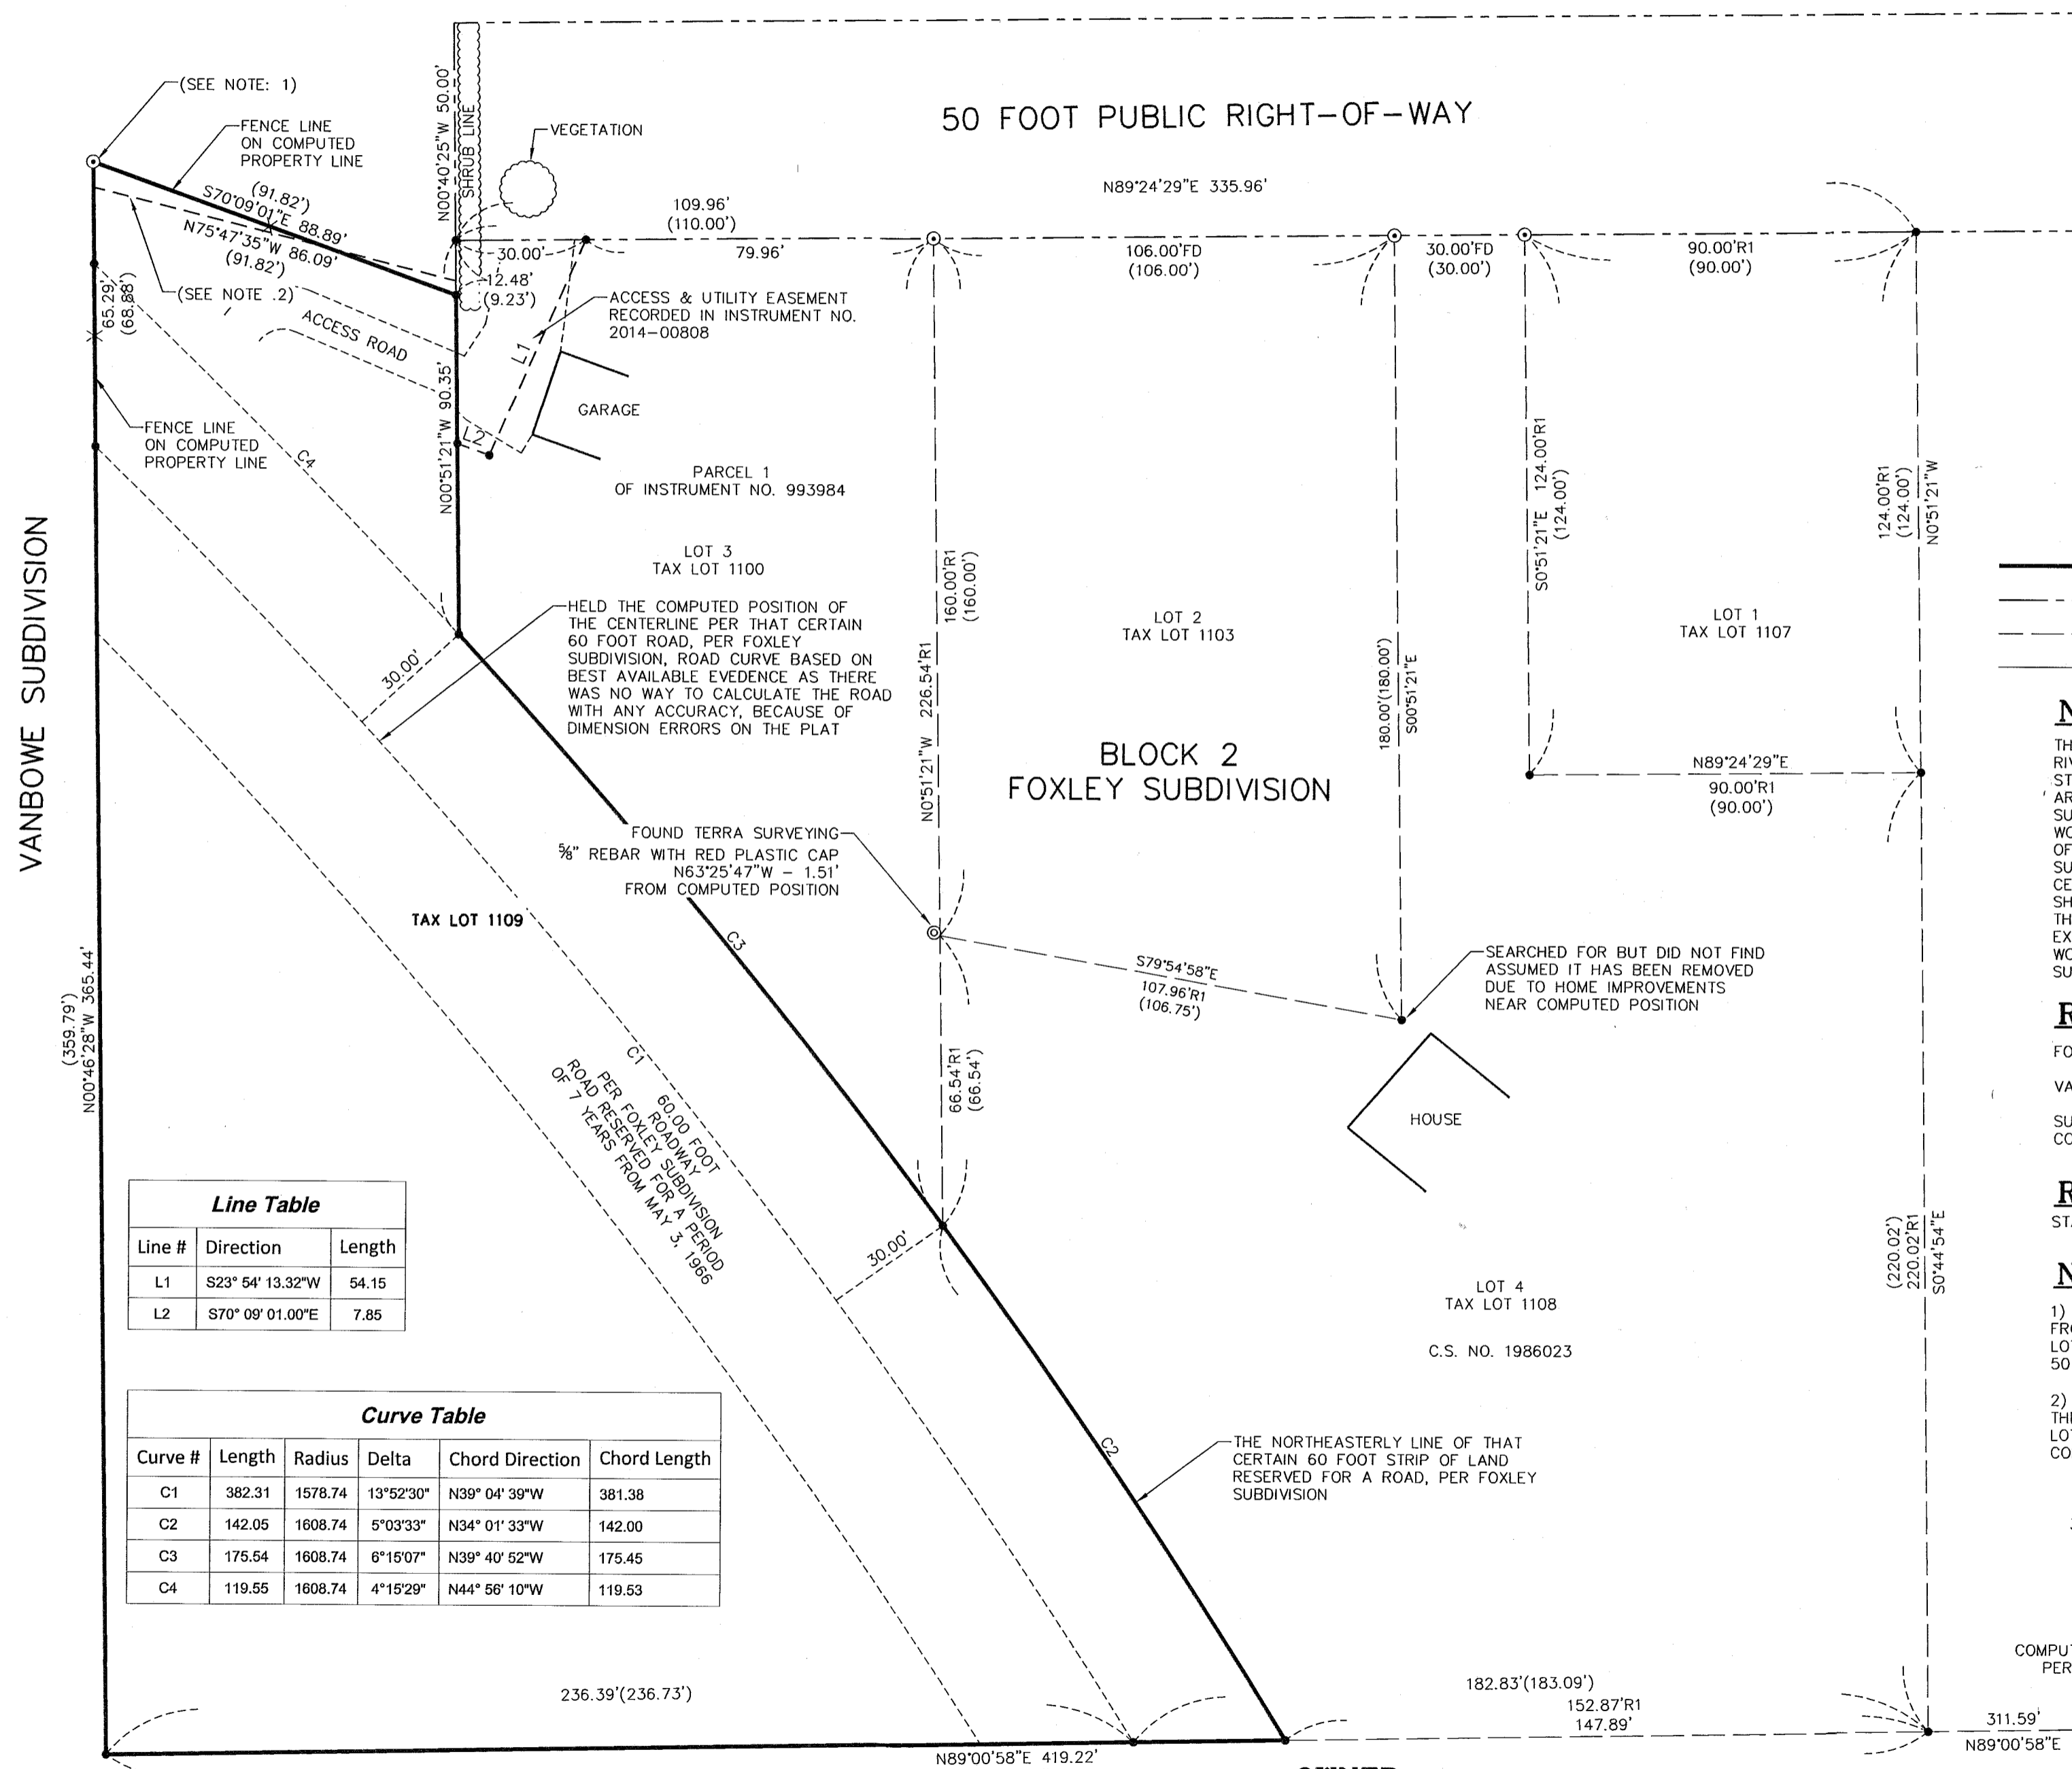 (SEE NOTE: 1)
FENCE LINE
ON COMPUTED
PROPERTY LINE
(91.82')
S70°09'01"E 88.89'
N75°47'35"W 86.09'
(91.82')
(SEE NOTE .2)
ACCESS ROAD
65.29'
(68.88')
FENCE LINE
ON COMPUTED
PROPERTY LINE
C4
N00°40'25"W 50.00'
SHRUB LINE
VEGETATION
50 FOOT PUBLIC RIGHT-OF-WAY
N89°24'29"E 335.96'
109.96'
(110.00')
30.00'
79.96'
12.48'
(9.23')
106.00'FD
(106.00')
30.00'FD
(30.00')
90.00'R1
(90.00')
ACCESS & UTILITY EASEMENT
RECORDED IN INSTRUMENT NO.
2014-00808
L1
L2
GARAGE
N00°51'21"W 90.35'
PARCEL 1
OF INSTRUMENT NO. 993984
LOT 3
TAX LOT 1100
HELD THE COMPUTED POSITION OF
THE CENTERLINE PER THAT CERTAIN
60 FOOT ROAD, PER FOXLEY
SUBDIVISION, ROAD CURVE BASED ON
BEST AVAILABLE EVEDENCE AS THERE
WAS NO WAY TO CALCULATE THE ROAD
WITH ANY ACCURACY, BECAUSE OF
DIMENSION ERRORS ON THE PLAT
30.00'
160.00'R1
(160.00')
N0°51'21"W 226.54'R1
LOT 2
TAX LOT 1103
180.00'(180.00')
S00°51'21"E
S0°51'21"E 124.00'R1
(124.00')
LOT 1
TAX LOT 1107
124.00'R1
(124.00')
N0°51'21"W
N89°24'29"E
90.00'R1
(90.00')
BLOCK 2
FOXLEY SUBDIVISION
VANBOWE SUBDIVISION
FOUND TERRA SURVEYING
5/8" REBAR WITH RED PLASTIC CAP
N63°25'47"W - 1.51'
FROM COMPUTED POSITION
TAX LOT 1109
C3
(359.79')
N0°46'28"W 365.44'
S79°54'58"E
107.96'R1
(106.75')
SEARCHED FOR BUT DID NOT FIND
ASSUMED IT HAS BEEN REMOVED
DUE TO HOME IMPROVEMENTS
NEAR COMPUTED POSITION
66.54'R1
(66.54')
HOUSE
C1
60.00 FOOT
ROADWAY
PER FOXLEY SUBDIVISION
ROAD RESERVED FOR A PERIOD
OF 7 YEARS FROM MAY 3, 1966
30.00'
(220.02')
220.02'R1
S0°44'54"E
LOT 4
TAX LOT 1108
C.S. NO. 1986023
C2
THE NORTHEASTERLY LINE OF THAT
CERTAIN 60 FOOT STRIP OF LAND
RESERVED FOR A ROAD, PER FOXLEY
SUBDIVISION
Line Table
Line # Direction Length
L1 S23° 54' 13.32"W 54.15
L2 S70° 09' 01.00"E 7.85
Curve Table
Curve # Length Radius Delta Chord Direction Chord Length
C1 382.31 1578.74 13°52'30" N39° 04' 39"W 381.38
C2 142.05 1608.74 5°03'33" N34° 01' 33"W 142.00
C3 175.54 1608.74 6°15'07" N39° 40' 52"W 175.45
C4 119.55 1608.74 4°15'29" N44° 56' 10"W 119.53
236.39'(236.73')
N89°00'58"E 419.22'
182.83'(183.09')
152.87'R1
147.89'
311.59'
N89°00'58"E
1)
50
2)
PER